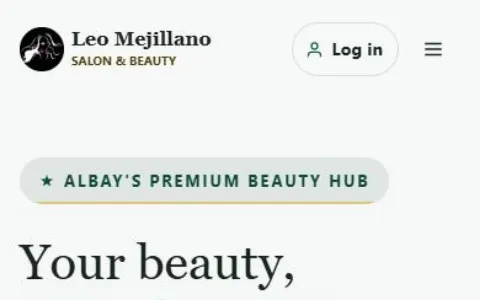 Leo Mejillano
SALON & BEAUTY
Log in
★ ALBAY'S PREMIUM BEAUTY HUB
Your beauty,